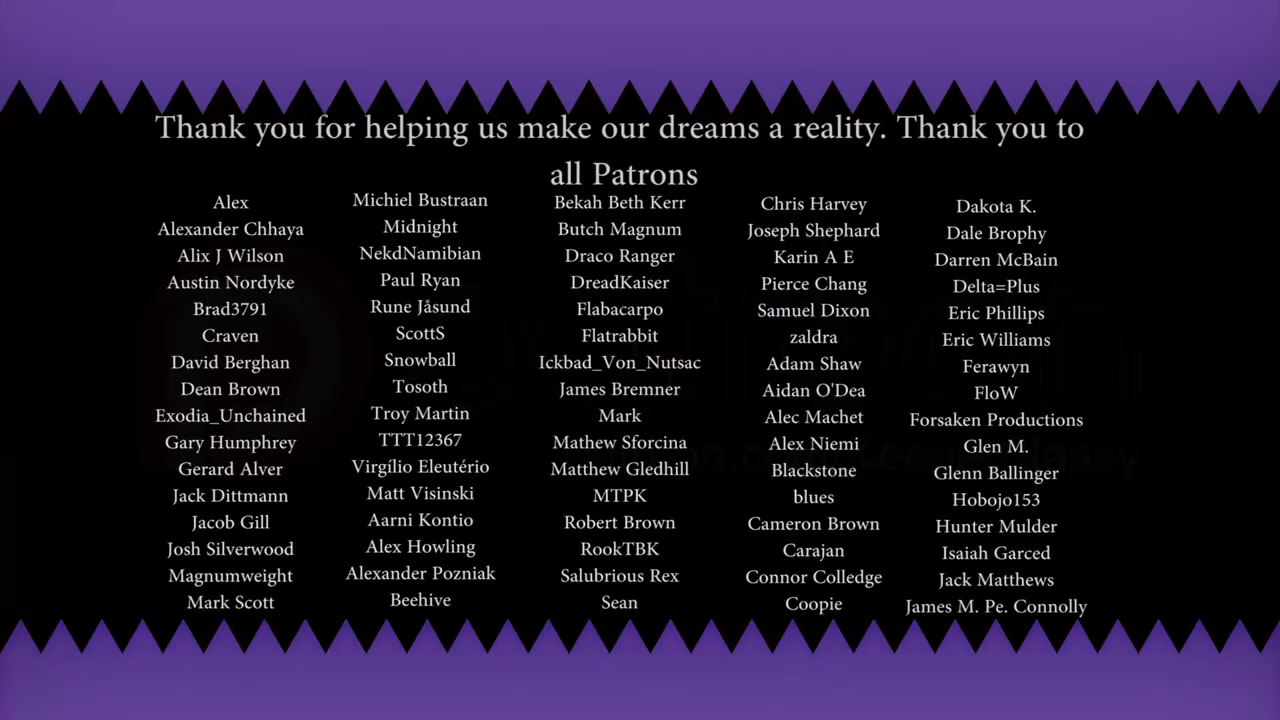 Thank you for helping us make our dreams a reality. Thank you to
all Patrons
Alex
Alexander Chhaya
Alix J Wilson
Austin Nordyke
Brad3791
Craven
David Berghan
Dean Brown
Exodia_Unchained
Gary Humphrey
Gerard Alver
Jack Dittmann
Jacob Gill
Josh Silverwood
Magnumweight
Mark Scott
Michiel Bustraan
Midnight
NekdNamibian
Paul Ryan
Rune Jåsund
ScottS
Snowball
Tosoth
Troy Martin
TTT12367
Virgílio Eleutério
Matt Visinski
Aarni Kontio
Alex Howling
Alexander Pozniak
Beehive
Bekah Beth Kerr
Butch Magnum
Draco Ranger
DreadKaiser
Flabacarpo
Flatrabbit
Ickbad_Von_Nutsac
James Bremner
Mark
Mathew Sforcina
Matthew Gledhill
MTPK
Robert Brown
RookTBK
Salubrious Rex
Sean
Chris Harvey
Joseph Shephard
Karin A E
Pierce Chang
Samuel Dixon
zaldra
Adam Shaw
Aidan O'Dea
Alec Machet
Alex Niemi
Blackstone
blues
Cameron Brown
Carajan
Connor Colledge
Coopie
Dakota K.
Dale Brophy
Darren McBain
Delta=Plus
Eric Phillips
Eric Williams
Ferawyn
FloW
Forsaken Productions
Glen M.
Glenn Ballinger
Hobojo153
Hunter Mulder
Isaiah Garced
Jack Matthews
James M. Pe. Connolly